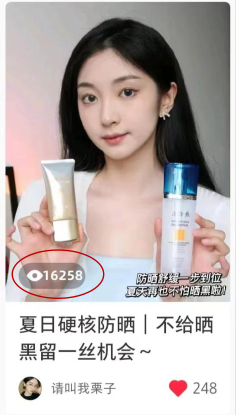 16258
防晒舒缓一步到位
夏天再也不怕晒黑啦！
夏日硬核防晒｜不给晒
黑留一丝机会～
请叫我栗子
248